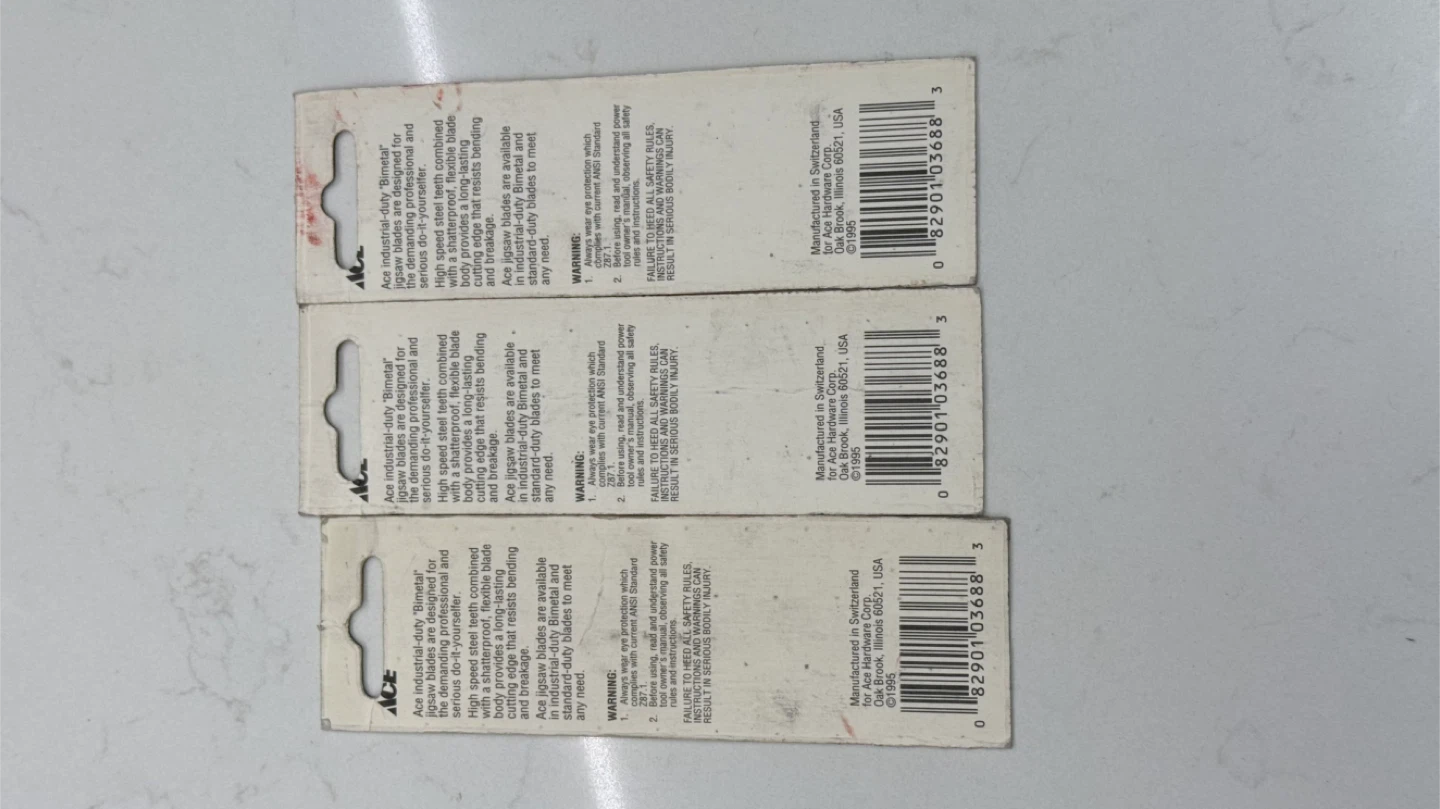 ACE
Ace industrial-duty "Bimetal"
jigsaw blades are designed for
the demanding professional and
serious do-it-yourselfer.
High speed steel teeth combined
with a shatterproof, flexible blade
body provides a long-lasting
cutting edge that resists bending
and breakage.
Ace jigsaw blades are available
in industrial-duty Bimetal and
standard-duty blades to meet
any need.
WARNING:
1. Always wear eye protection which
complies with current ANSI Standard
Z87.1.
2. Before using, read and understand power
tool owner's manual, observing all safety
rules and instructions.
FAILURE TO HEED ALL SAFETY RULES,
INSTRUCTIONS AND WARNINGS CAN
RESULT IN SERIOUS BODILY INJURY.
Manufactured in Switzerland
for Ace Hardware Corp.
Oak Brook, Illinois 60521, USA
©1995
0 82901 03688 3
ACE
Ace industrial-duty "Bimetal"
jigsaw blades are designed for
the demanding professional and
serious do-it-yourselfer.
High speed steel teeth combined
with a shatterproof, flexible blade
body provides a long-lasting
cutting edge that resists bending
and breakage.
Ace jigsaw blades are available
in industrial-duty Bimetal and
standard-duty blades to meet
any need.
WARNING:
1. Always wear eye protection which
complies with current ANSI Standard
Z87.1.
2. Before using, read and understand power
tool owner's manual, observing all safety
rules and instructions.
FAILURE TO HEED ALL SAFETY RULES,
INSTRUCTIONS AND WARNINGS CAN
RESULT IN SERIOUS BODILY INJURY.
Manufactured in Switzerland
for Ace Hardware Corp.
Oak Brook, Illinois 60521, USA
©1995
0 82901 03688 3
ACE
Ace industrial-duty "Bimetal"
jigsaw blades are designed for
the demanding professional and
serious do-it-yourselfer.
High speed steel teeth combined
with a shatterproof, flexible blade
body provides a long-lasting
cutting edge that resists bending
and breakage.
Ace jigsaw blades are available
in industrial-duty Bimetal and
standard-duty blades to meet
any need.
WARNING:
1. Always wear eye protection which
complies with current ANSI Standard
Z87.1.
2. Before using, read and understand power
tool owner's manual, observing all safety
rules and instructions.
FAILURE TO HEED ALL SAFETY RULES,
INSTRUCTIONS AND WARNINGS CAN
RESULT IN SERIOUS BODILY INJURY.
Manufactured in Switzerland
for Ace Hardware Corp.
Oak Brook, Illinois 60521, USA
©1995
0 82901 03688 3